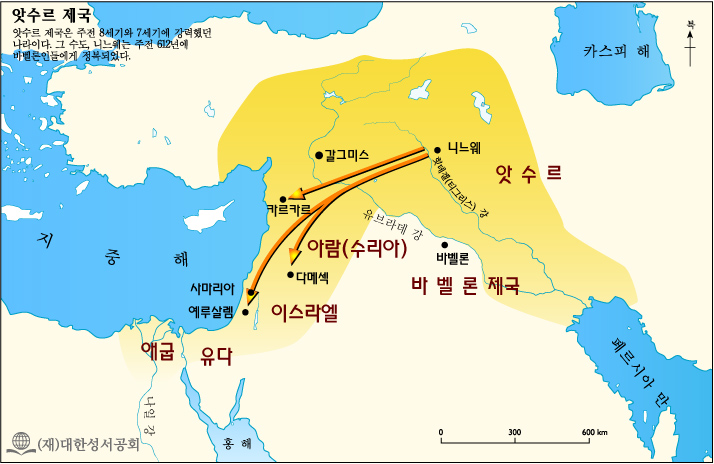 앗수르 제국
앗수르 제국은 주전 8세기와 7세기에 강력했던
나라이다. 그 수도, 니느웨는 주전 612년에
바벨론인들에게 정복되었다.
북
카스피 해
갈그미스
니느웨
힛데겔(티그리스) 강
앗수르
카르카르
유브라데 강
지중해
아람(수리아)
바벨론
다메섹
바벨론 제국
사마리아
예루살렘
이스라엘
애굽
유다
페르시아 만
나일 강
홍해
(재)대한성서공회
0 300 600 km